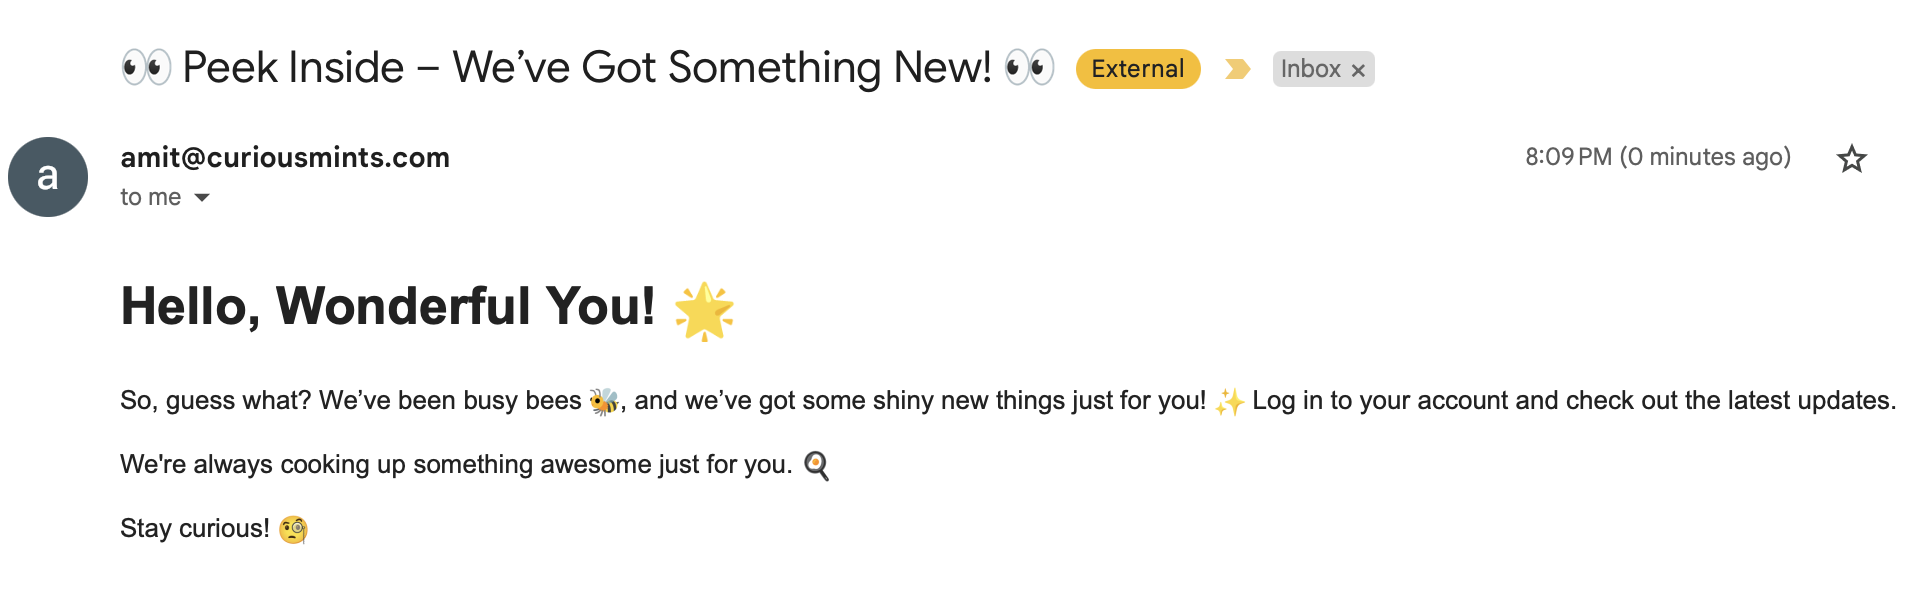 👀 Peek Inside – We’ve Got Something New! 👀 External Inbox ×
a
amit@curiousmints.com 8:09 PM (0 minutes ago)
to me
Hello, Wonderful You! 🌟
So, guess what? We’ve been busy bees 🐝, and we’ve got some shiny new things just for you! ✨ Log in to your account and check out the latest updates.
We're always cooking up something awesome just for you. 🍳
Stay curious! 🧐